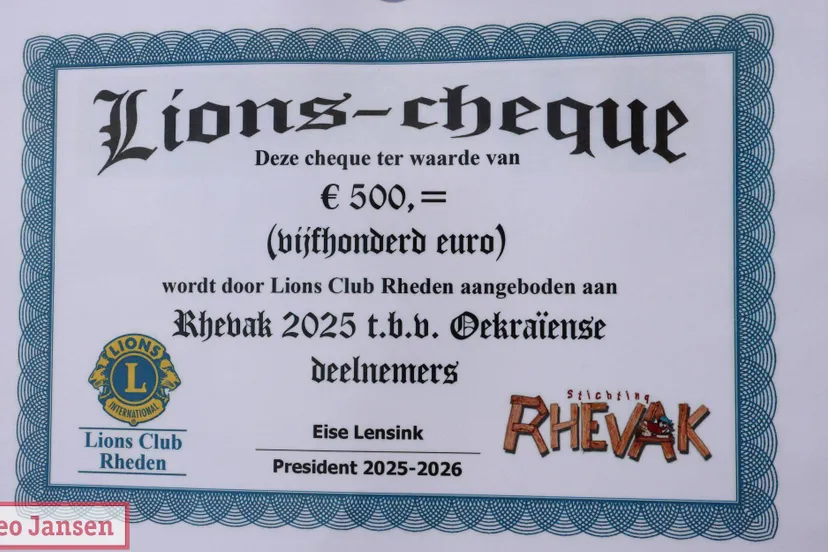 Lions-cheque
Deze cheque ter waarde van
€ 500,=
(vijfhonderd euro)
wordt door Lions Club Rheden aangeboden aan
Rhevak 2025 t.b.v. Oekraïense
deelnemers
LIONS
L
INTERNATIONAL
Lions Club
Rheden
Eise Lensink
President 2025-2026
Stichting
RHEVAK
eo Jansen